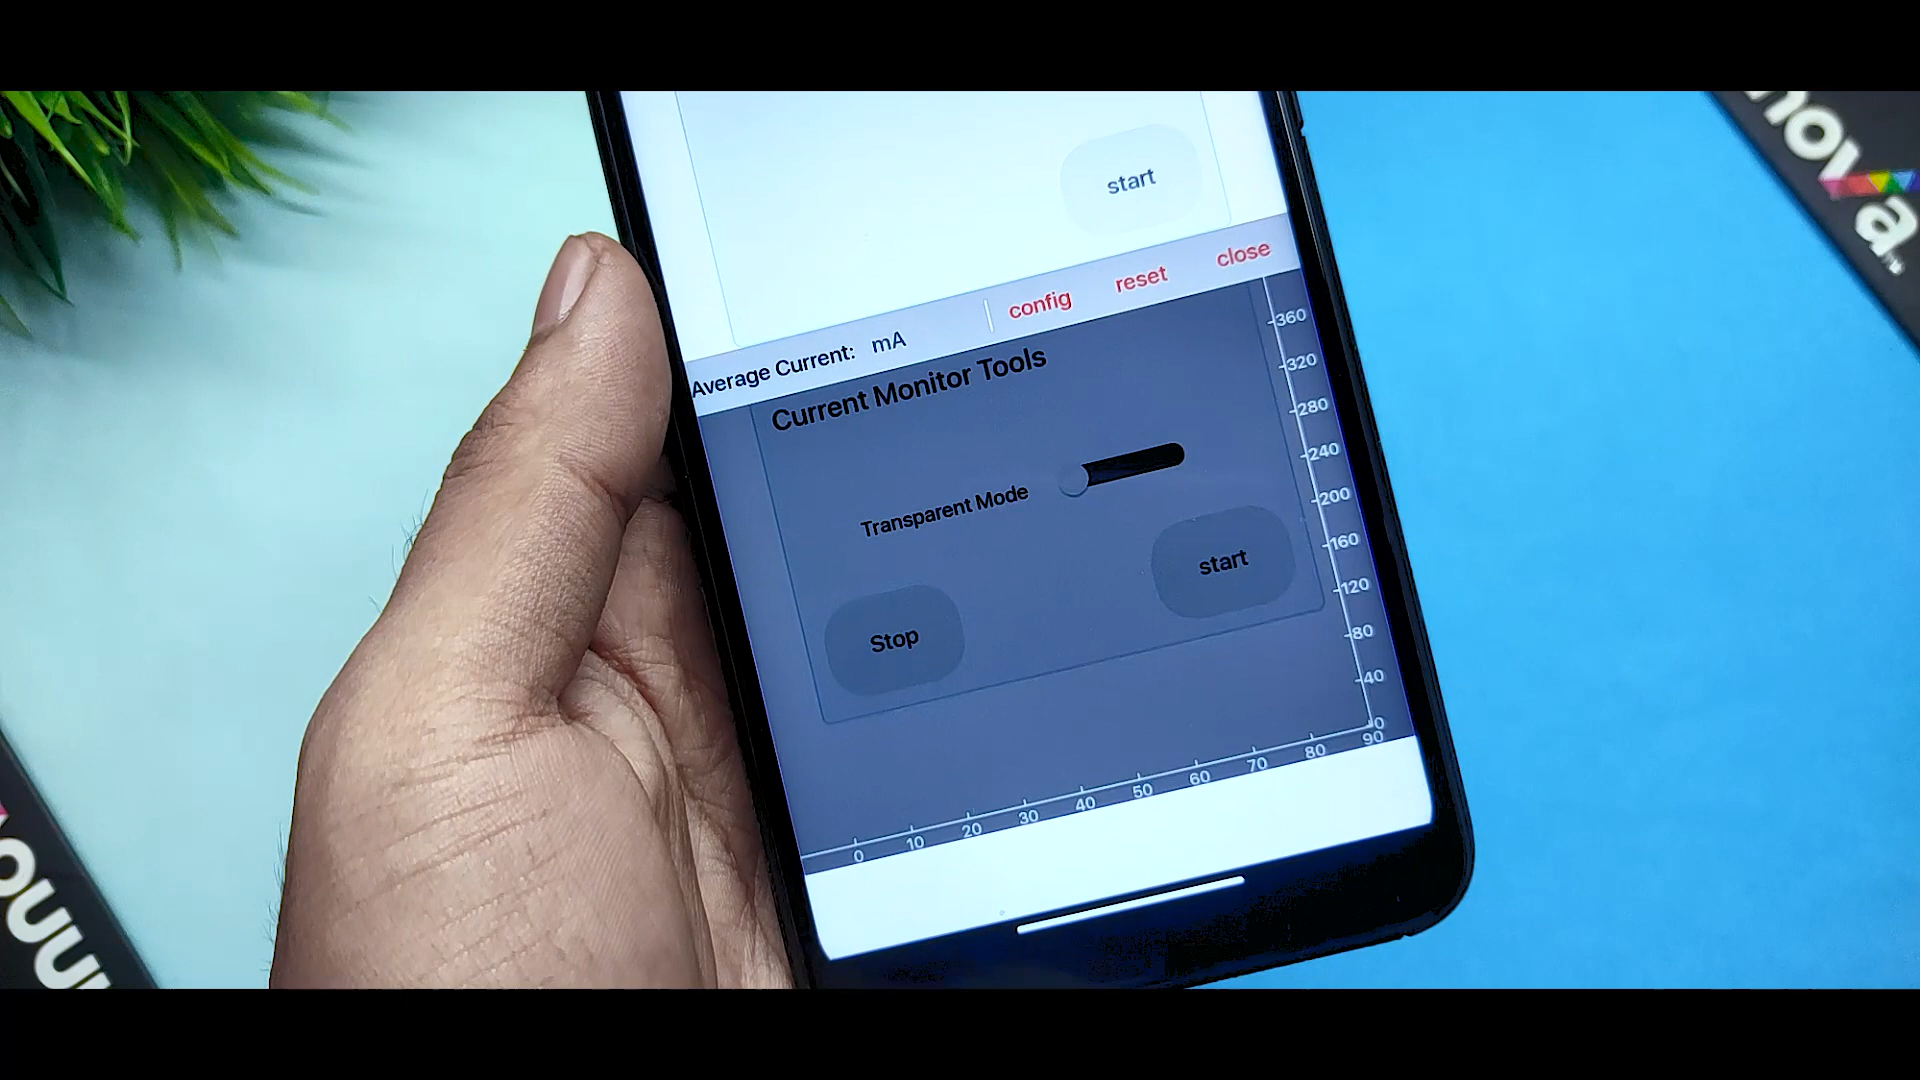 nova
start
Average Current: mA
config
reset
close
Current Monitor Tools
Transparent Mode
Stop
start
360
320
280
240
200
160
120
80
40
0
0 10 20 30 40 50 60 70 80 90